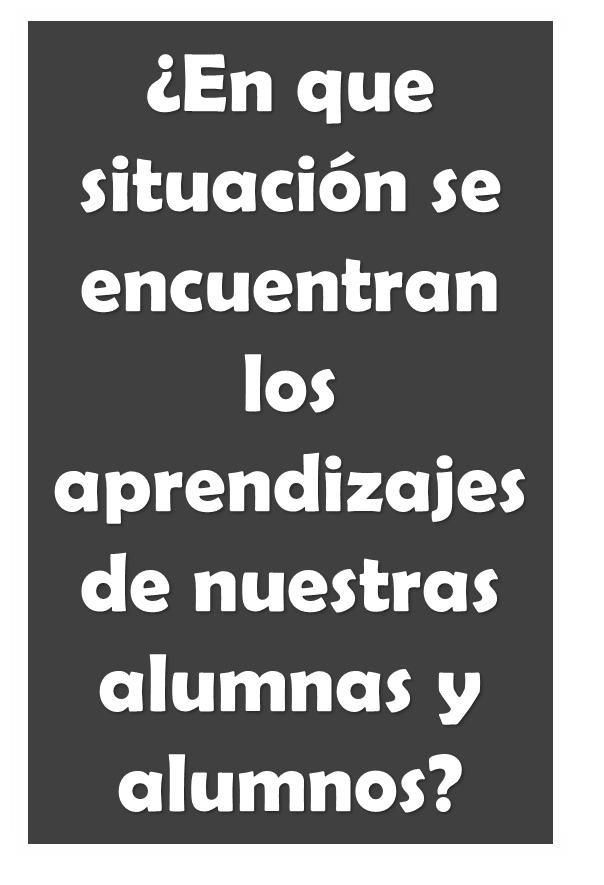 ¿En que
situación se
encuentran
los
aprendizajes
de nuestras
alumnas y
alumnos?